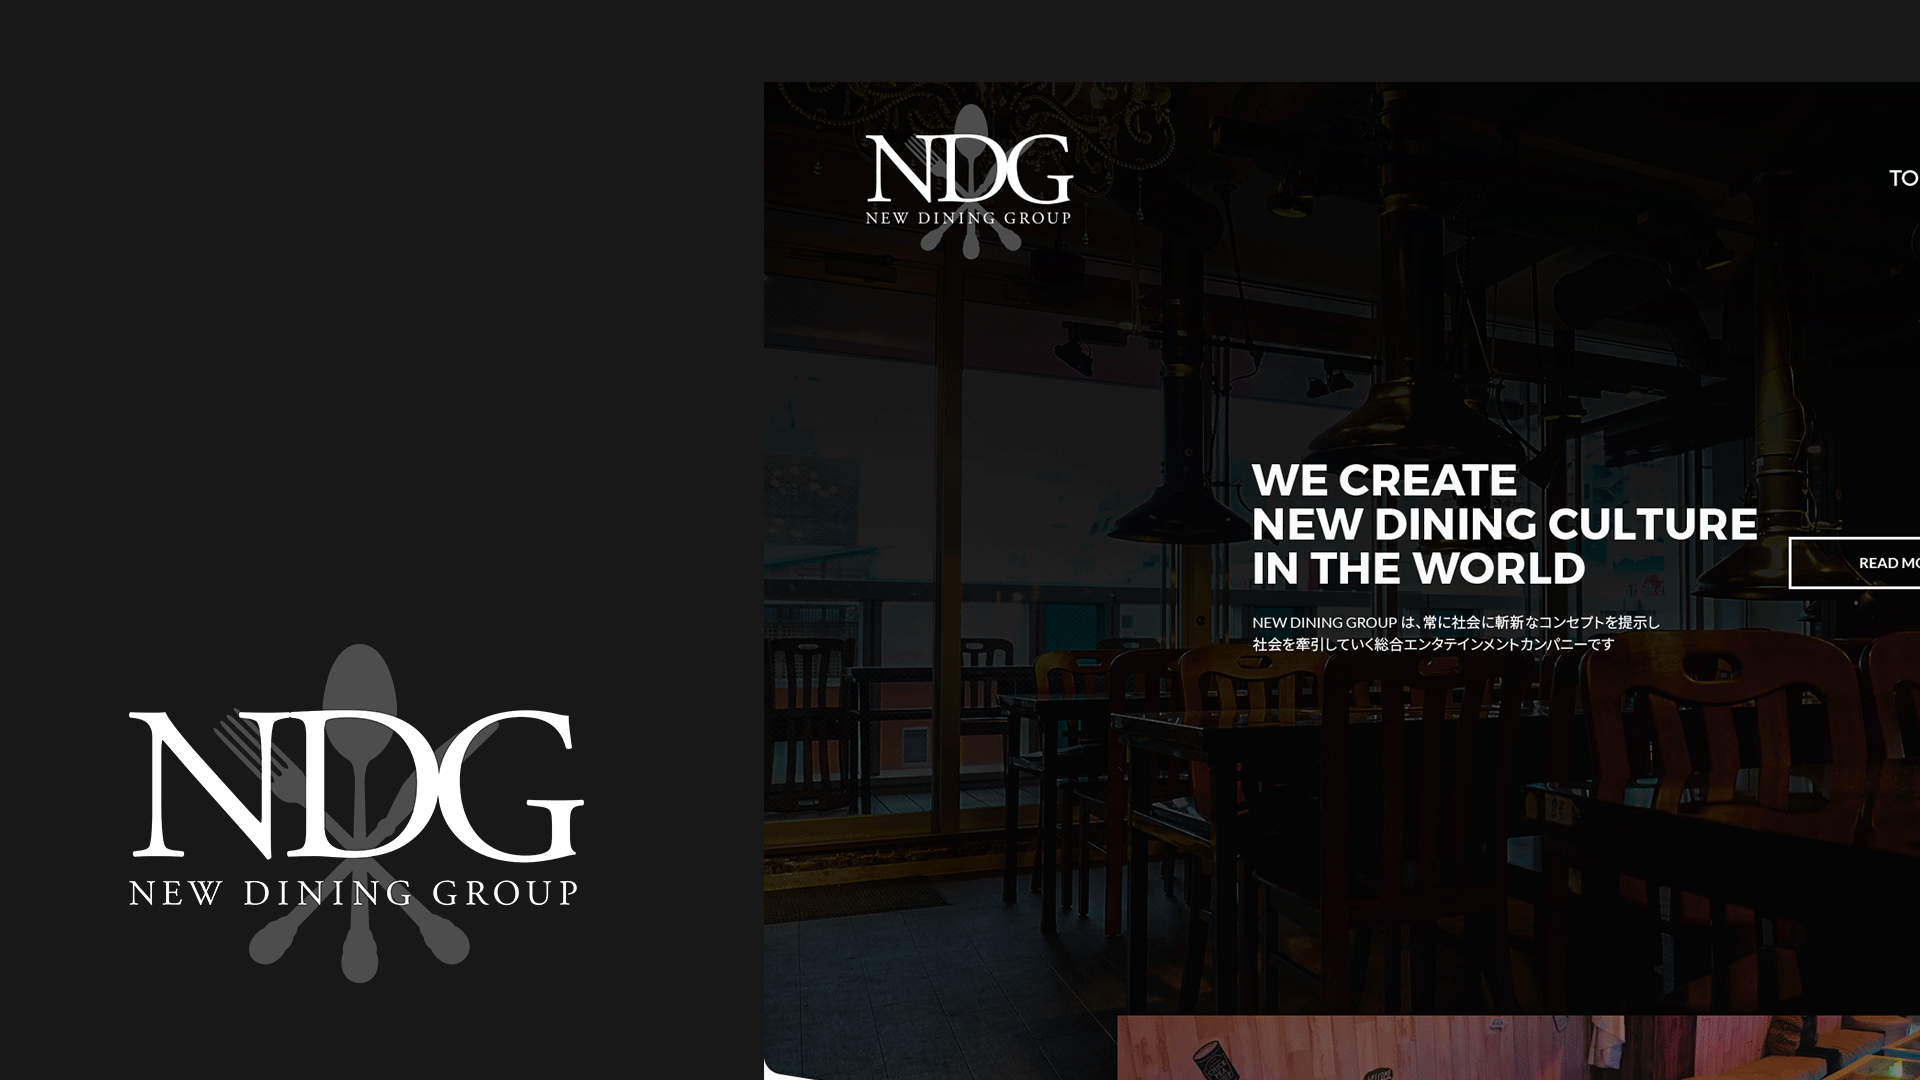 NDG
NEW DINING GROUP
NDG
NEW DINING GROUP
TO
WE CREATE
NEW DINING CULTURE
IN THE WORLD
READ MO
NEW DINING GROUP は、常に社会に斬新なコンセプトを提示し
社会を牽引していく総合エンタテインメントカンパニーです